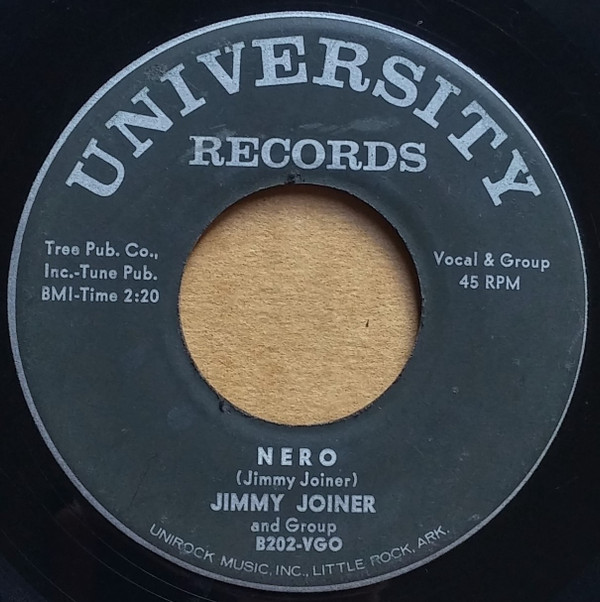 UNIVERSITY
RECORDS
Tree Pub. Co.,
Inc.-Tune Pub.
BMI-Time 2:20
Vocal & Group
45 RPM
NERO
(Jimmy Joiner)
JIMMY JOINER
and Group
B202-VGO
UNIROCK MUSIC, INC., LITTLE ROCK, ARK.